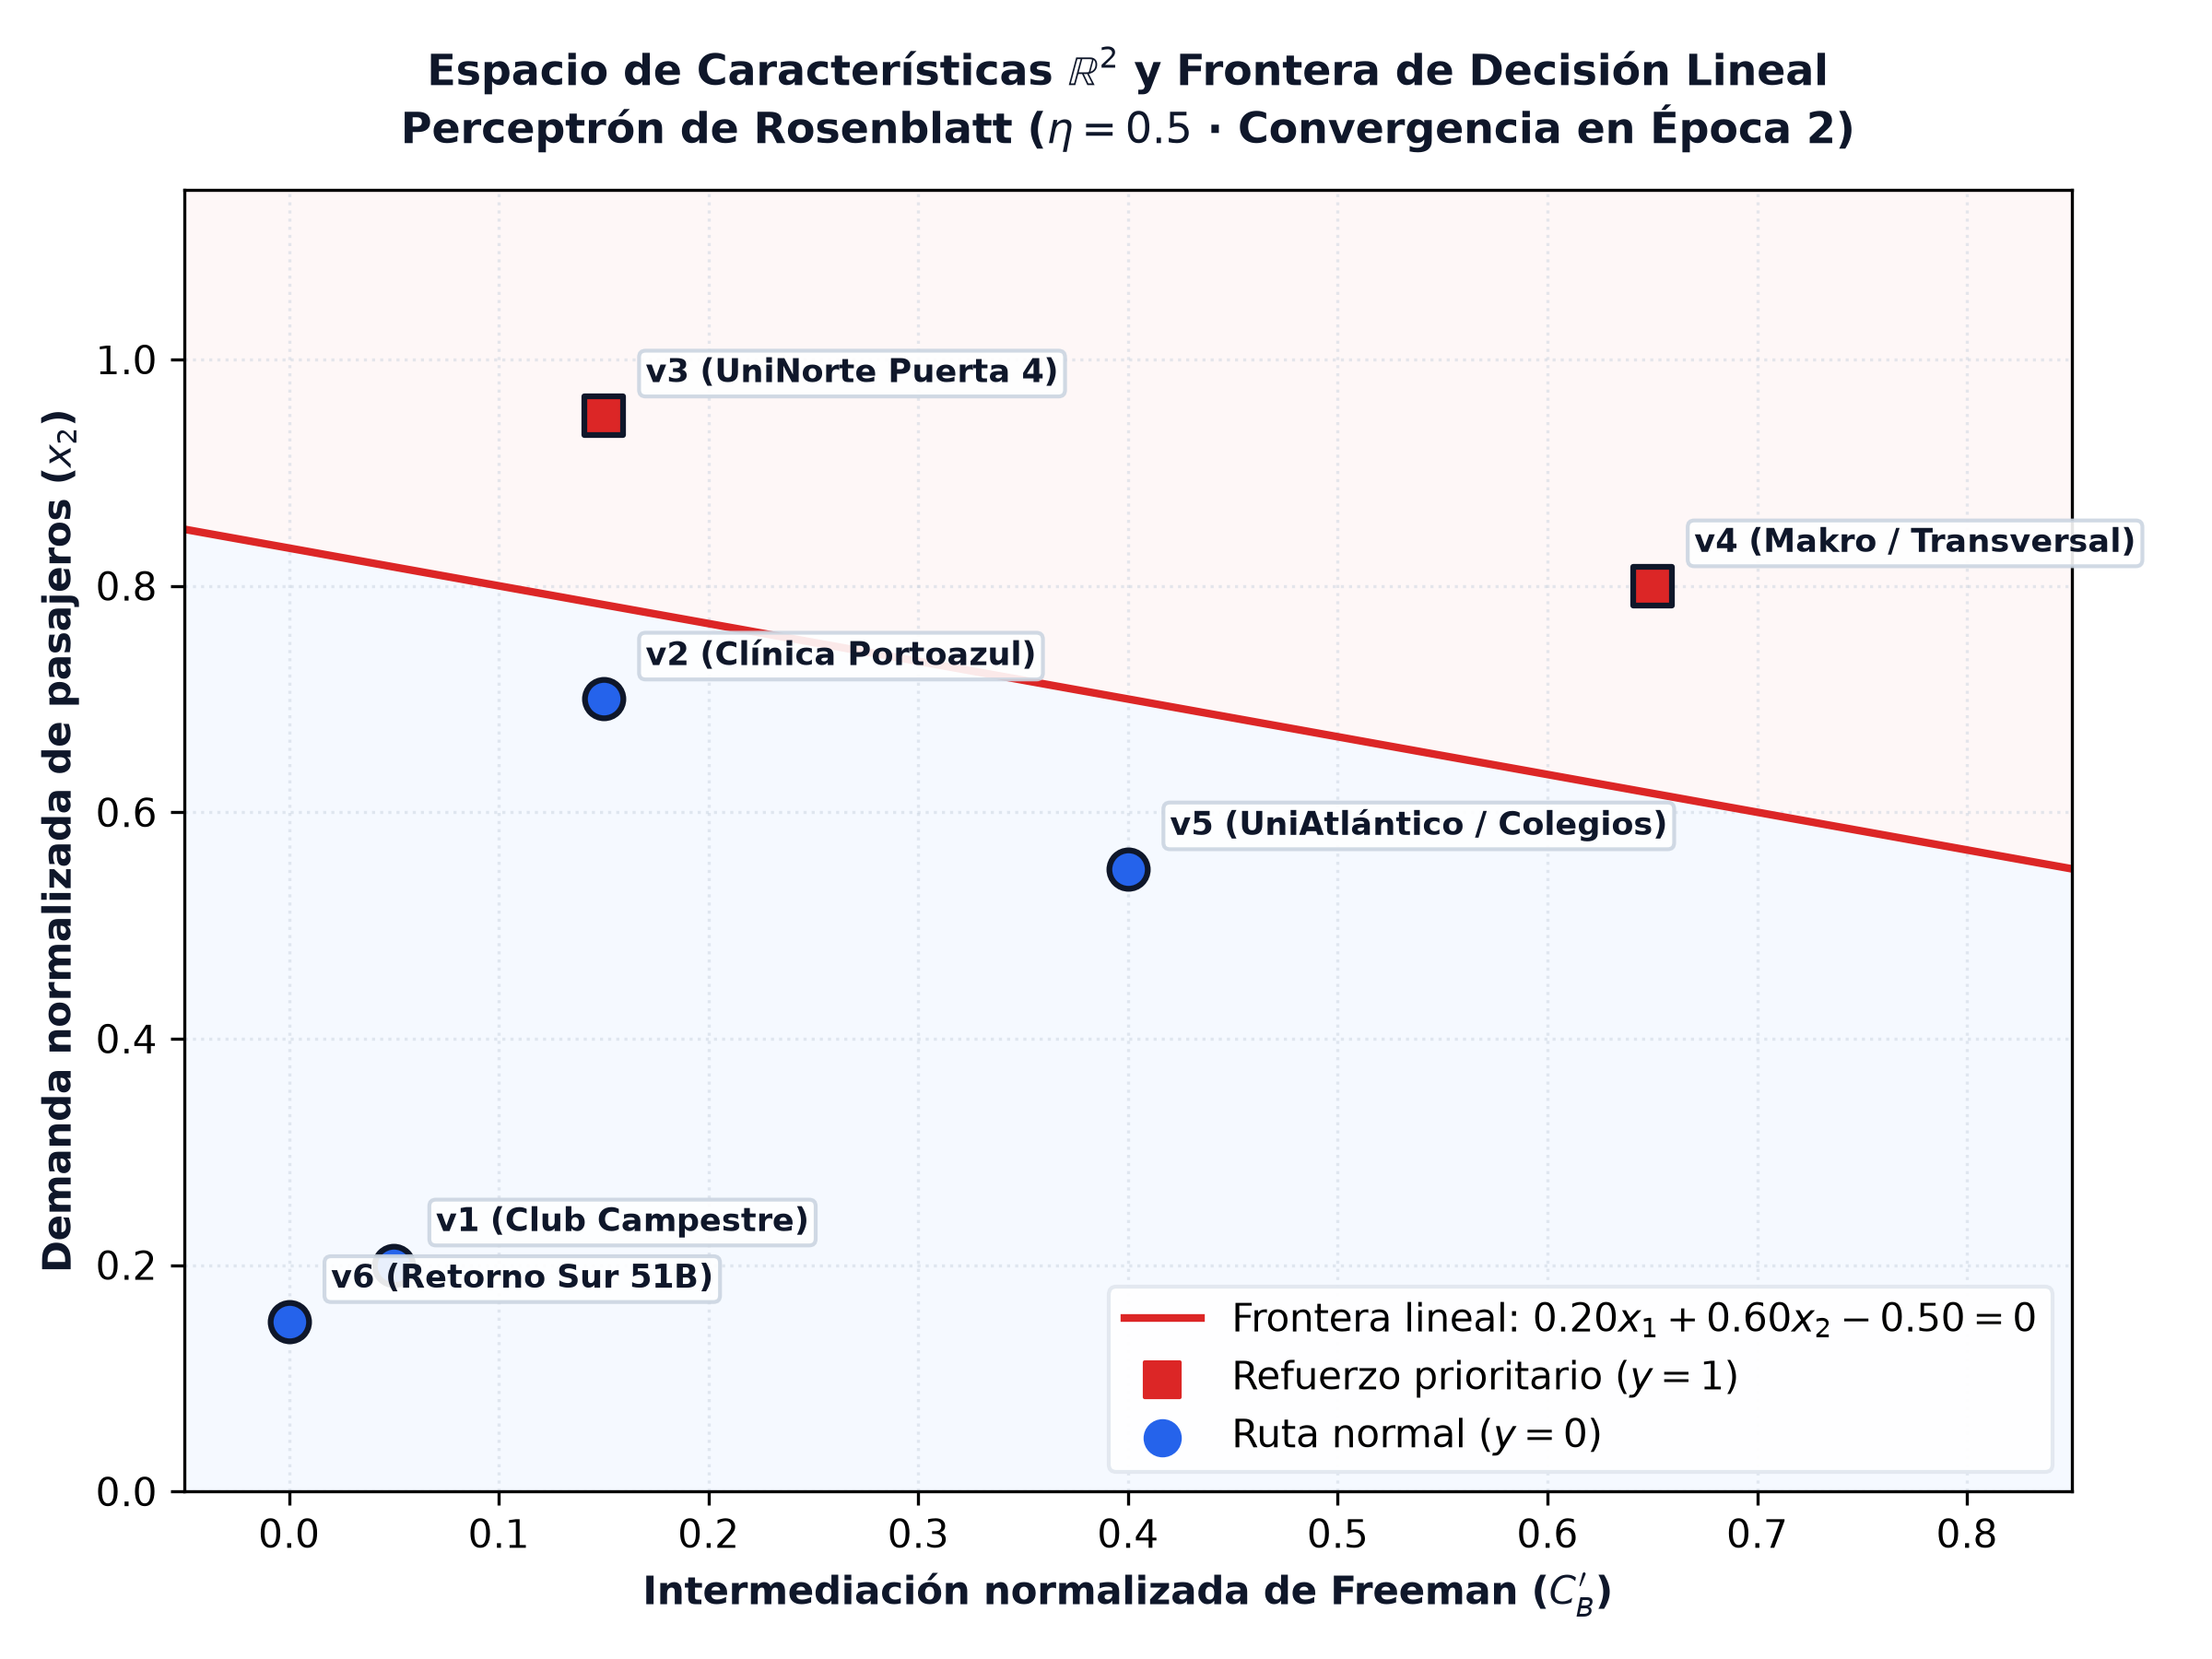 Espacio de Características ℝ² y Frontera de Decisión Lineal
Perceptrón de Rosenblatt (η = 0.5 · Convergencia en Época 2)
Demanda normalizada de pasajeros (x₂)
1.0
0.8
0.6
0.4
0.2
0.0
v3 (UniNorte Puerta 4)
v4 (Makro / Transversal)
v2 (Clínica Portoazul)
v5 (UniAtlántico / Colegios)
v1 (Club Campestre)
v6 (Retorno Sur 51B)
Frontera lineal: 0.20x₁ + 0.60x₂ − 0.50 = 0
Refuerzo prioritario (y = 1)
Ruta normal (y = 0)
0.0 0.1 0.2 0.3 0.4 0.5 0.6 0.7 0.8
Intermediación normalizada de Freeman (C′_B)